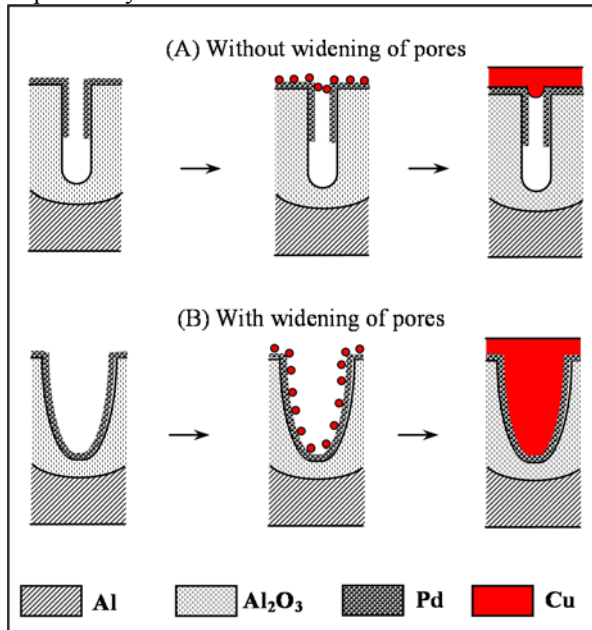 (A) Without widening of pores
(B) With widening of pores
Al Al₂O₃ Pd Cu